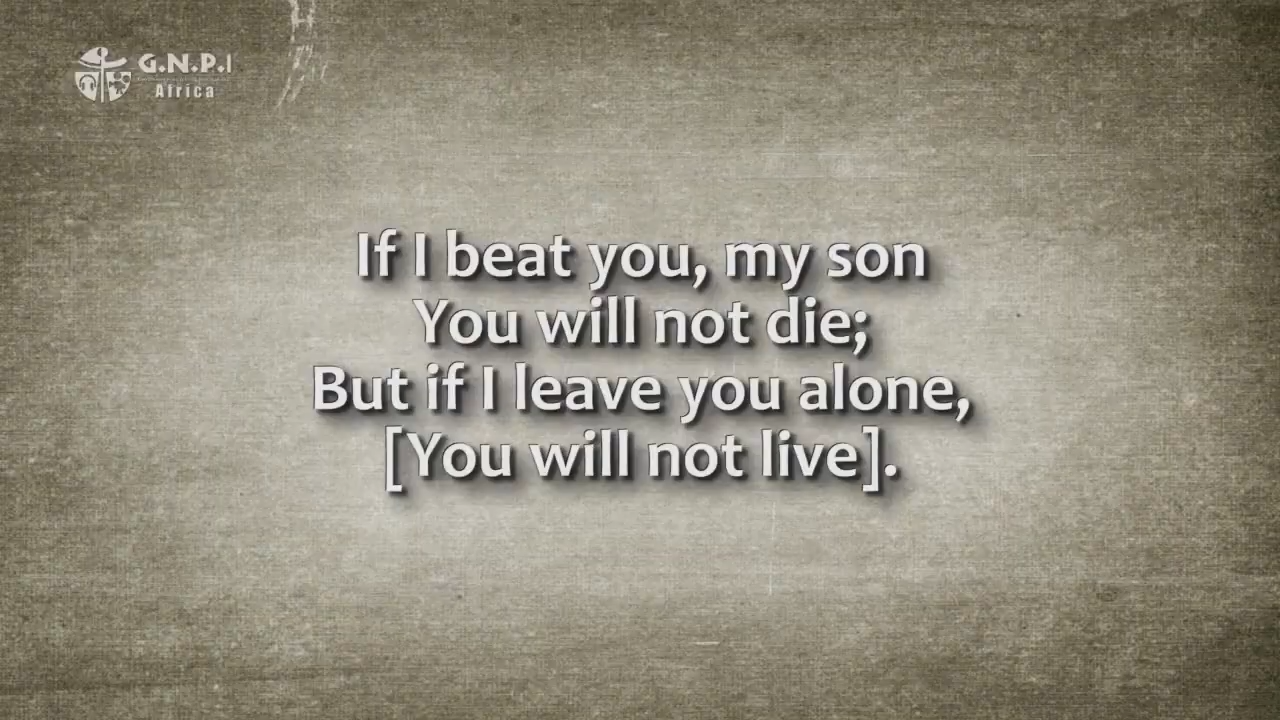 G.N.P.I
Africa
If I beat you, my son
You will not die;
But if I leave you alone,
[You will not live].